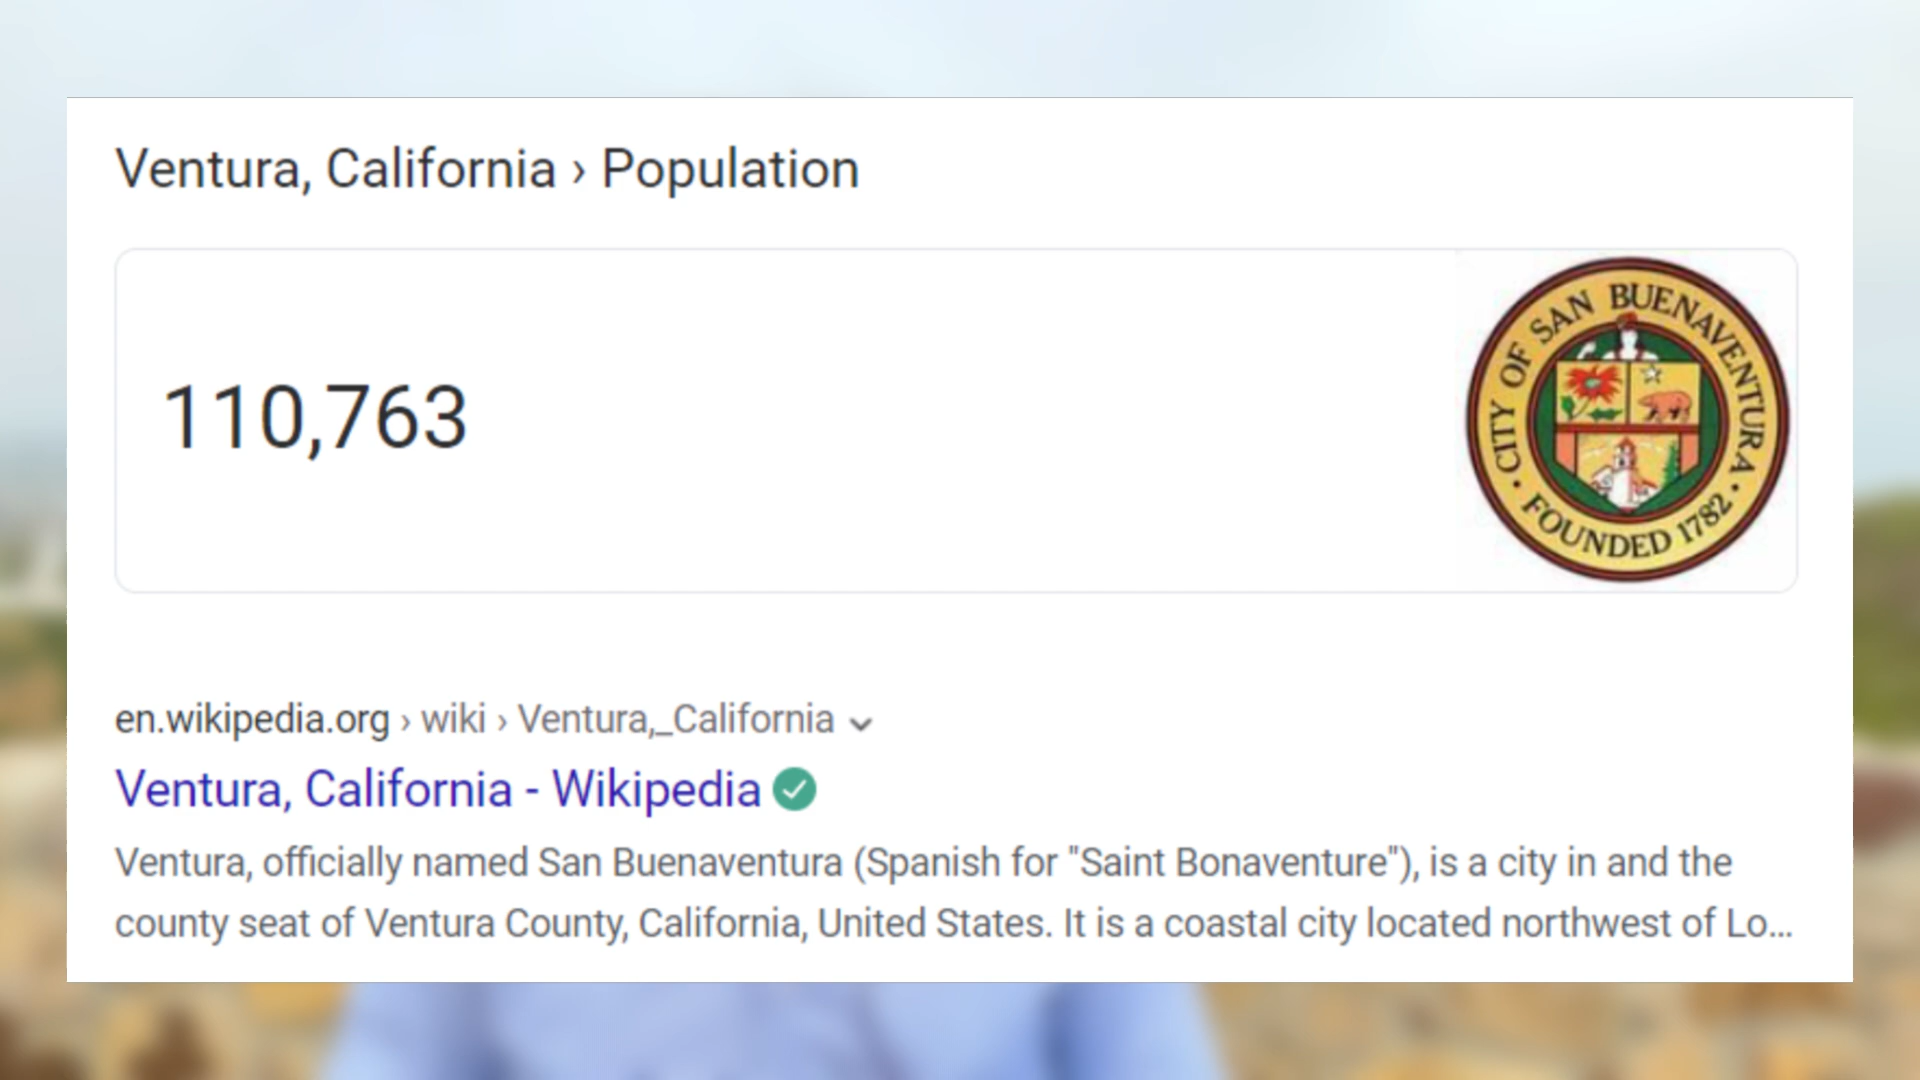 Ventura, California › Population
110,763
CITY OF SAN BUENAVENTURA
• FOUNDED 1782 •
en.wikipedia.org › wiki › Ventura,_California
Ventura, California - Wikipedia
Ventura, officially named San Buenaventura (Spanish for "Saint Bonaventure"), is a city in and the
county seat of Ventura County, California, United States. It is a coastal city located northwest of Lo...